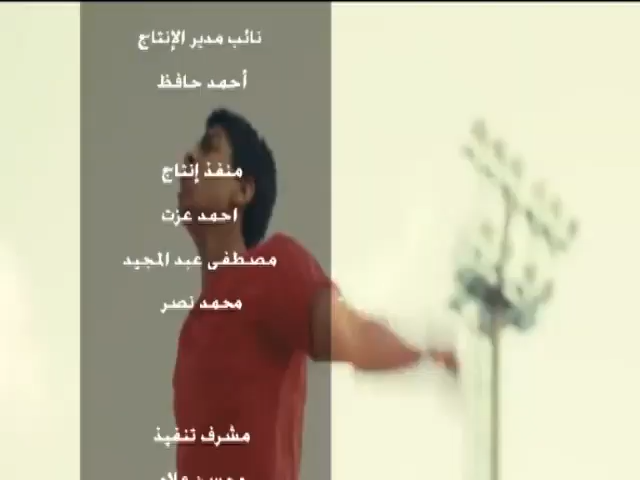 نائب مدير الإنتاج
أحمد حافظ
منفذ إنتاج
احمد عزت
مصطفى عبد المجيد
محمد نصر
مشرف تنفيذ